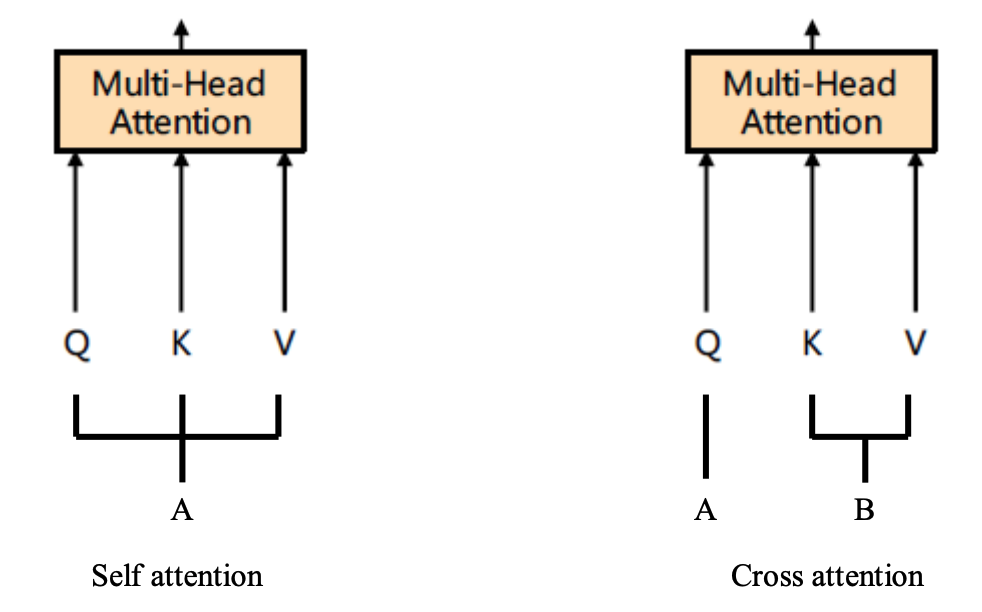 Multi-Head
Attention
Q K V
A
Self attention
Multi-Head
Attention
Q K V
A B
Cross attention